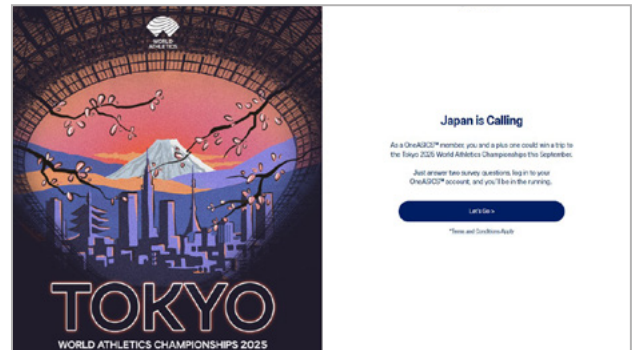 WORLD
ATHLETICS
TOKYO
WORLD ATHLETICS CHAMPIONSHIPS 2025
Japan is Calling
As a OneASICS™ member, you and a plus one could win a trip to
the Tokyo 2025 World Athletics Championships this September.
Just answer two survey questions, log in to your
OneASICS™ account, and you'll be in the running.
Let's Go >
*Terms and Conditions Apply